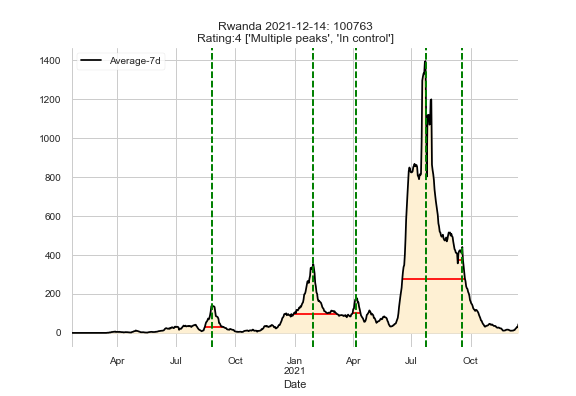 Rwanda 2021-12-14: 100763
Rating:4 ['Multiple peaks', 'In control']
Average-7d
1400
1200
1000
800
600
400
200
0
Apr Jul Oct Jan Apr Jul Oct
2021
Date